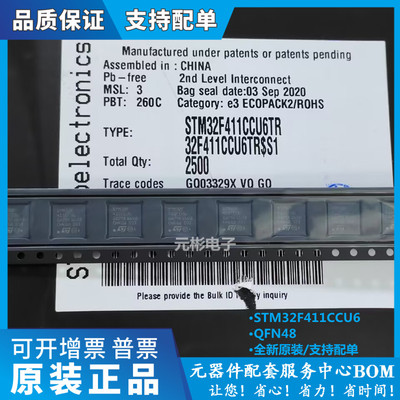 品质保证 支持配单
Manufactured under patents or patents pending
Assembled in : CHINA
Pb-free 2nd Level Interconnect
MSL: 3 Bag seal date:03 Sep 2020
PBT: 260C Category: e3 ECOPACK2/ROHS
TYPE: STM32F411CCU6TR
32F411CCU6TR$S1
Total Qty: 2500
Trace codes GQ03329X VO GO
electronics
元彬电子
Please provide the Bulk ID for any inquiry
•STM32F411CCU6
•QFN48
•全新原装/支持配单
可开增票 普票
原装正品
元器件配套服务中心BOM
让您！省心！省力！省时！